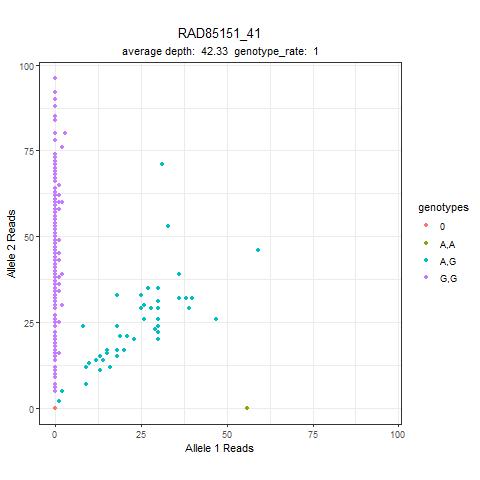 RAD85151_41
average depth: 42.33 genotype_rate: 1
100
75
50
25
0
Allele 2 Reads
0
25
50
75
100
Allele 1 Reads
genotypes
0
A,A
A,G
G,G